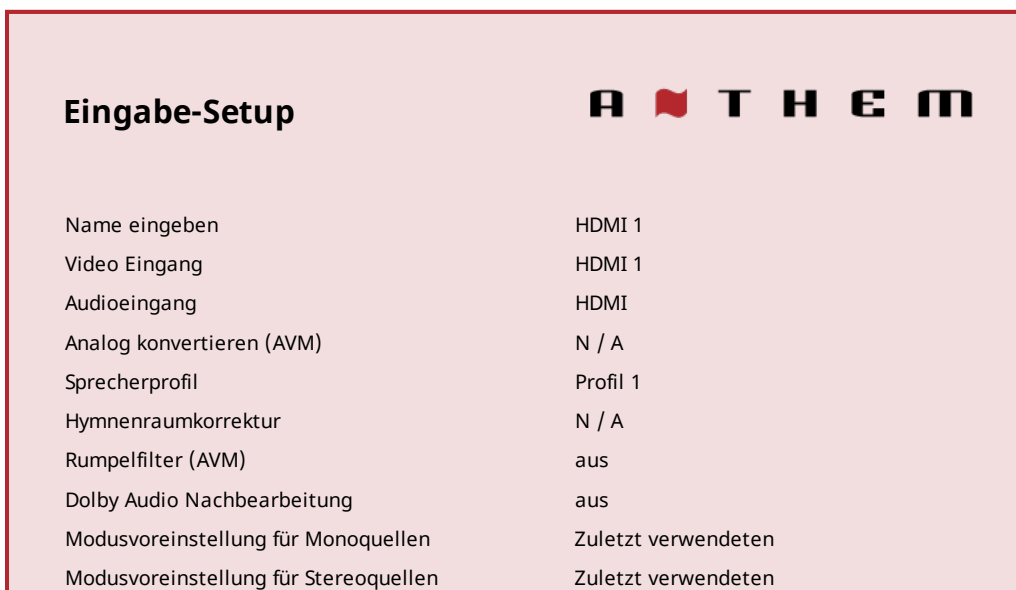 Eingabe-Setup
ANTHEM
Name eingeben HDMI 1
Video Eingang HDMI 1
Audioeingang HDMI
Analog konvertieren (AVM) N / A
Sprecherprofil Profil 1
Hymnenraumkorrektur N / A
Rumpelfilter (AVM) aus
Dolby Audio Nachbearbeitung aus
Modusvoreinstellung für Monoquellen Zuletzt verwendeten
Modusvoreinstellung für Stereoquellen Zuletzt verwendeten